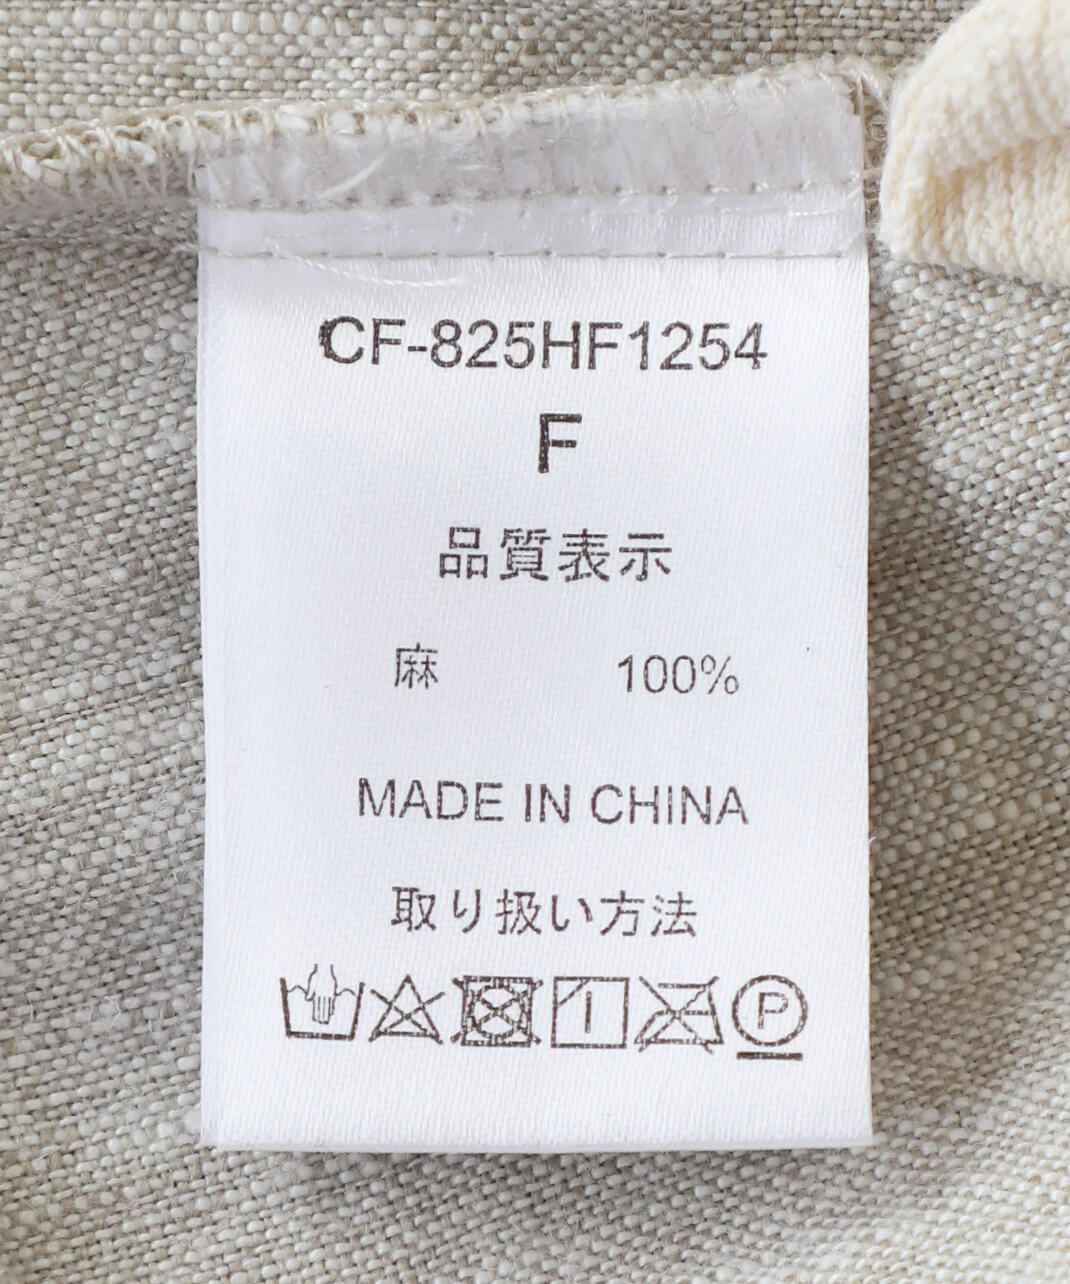 CF-825HF1254
F
品質表示
麻 100%
MADE IN CHINA
取り扱い方法
P